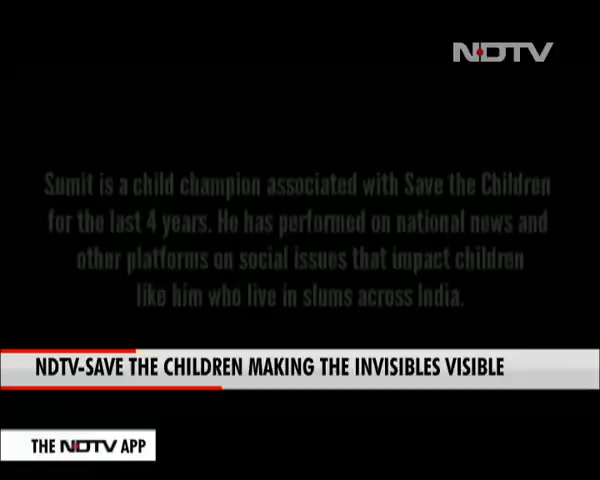 NDTV
Sumit is a child champion associated with Save the Children
for the last 4 years. He has performed on national news and
other platforms on social issues that impact children
like him who live in slums across India.
NDTV-SAVE THE CHILDREN MAKING THE INVISIBLES VISIBLE
THE NDTV APP